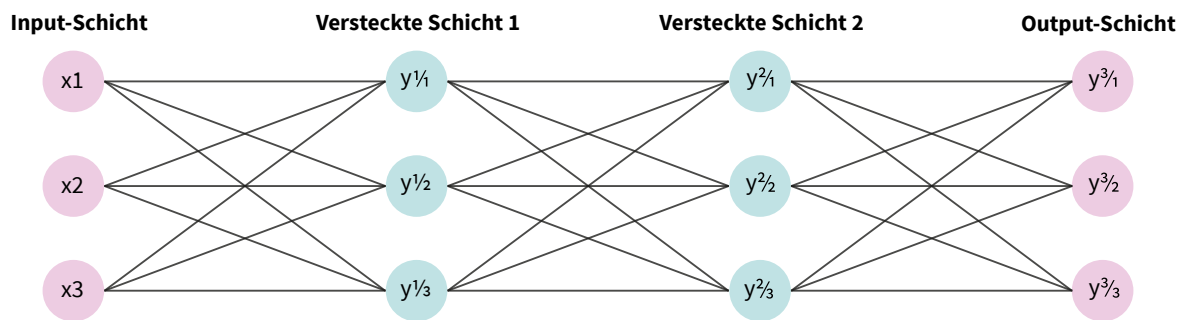 Input-Schicht Versteckte Schicht 1 Versteckte Schicht 2 Output-Schicht
x1 y¹⁄₁ y²⁄₁ y³⁄₁
x2 y¹⁄₂ y²⁄₂ y³⁄₂
x3 y¹⁄₃ y²⁄₃ y³⁄₃